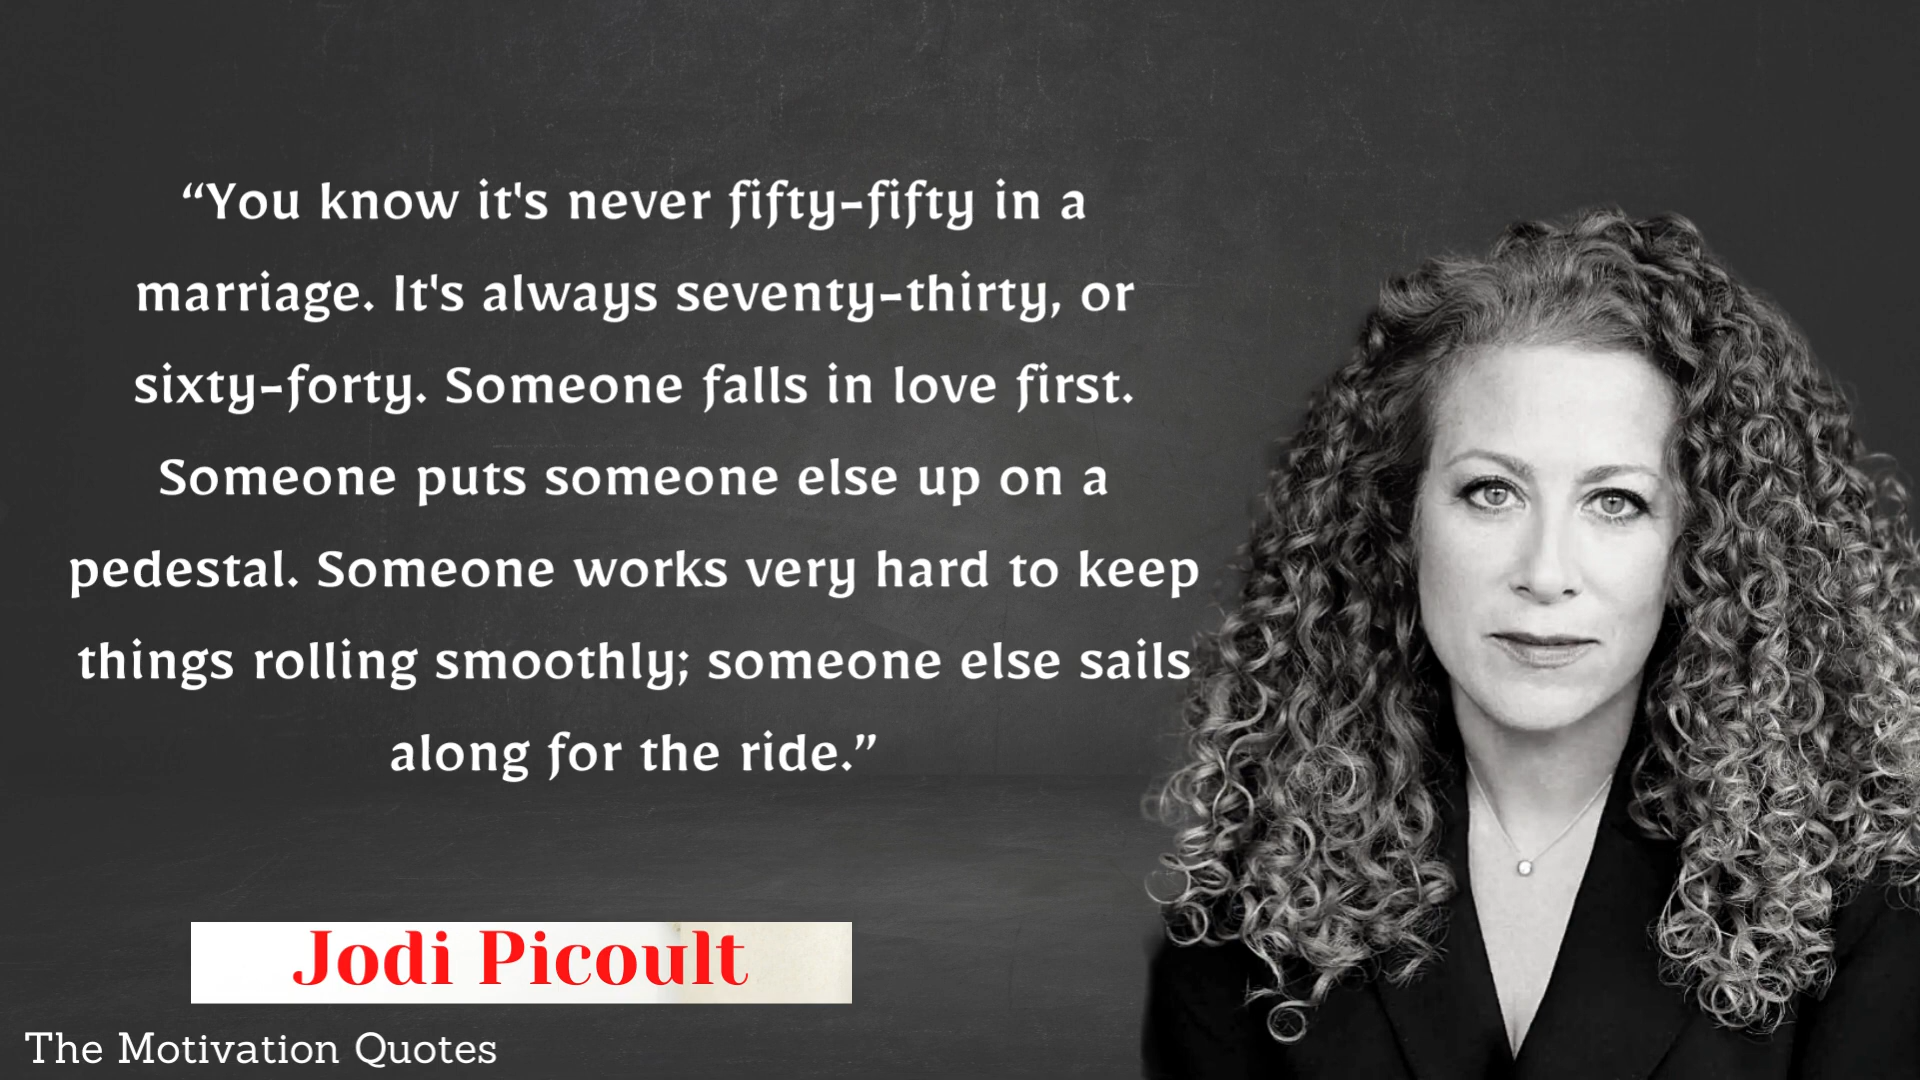 “You know it's never fifty-fifty in a
marriage. It's always seventy-thirty, or
sixty-forty. Someone falls in love first.
Someone puts someone else up on a
pedestal. Someone works very hard to keep
things rolling smoothly; someone else sails
along for the ride.”
Jodi Picoult
The Motivation Quotes